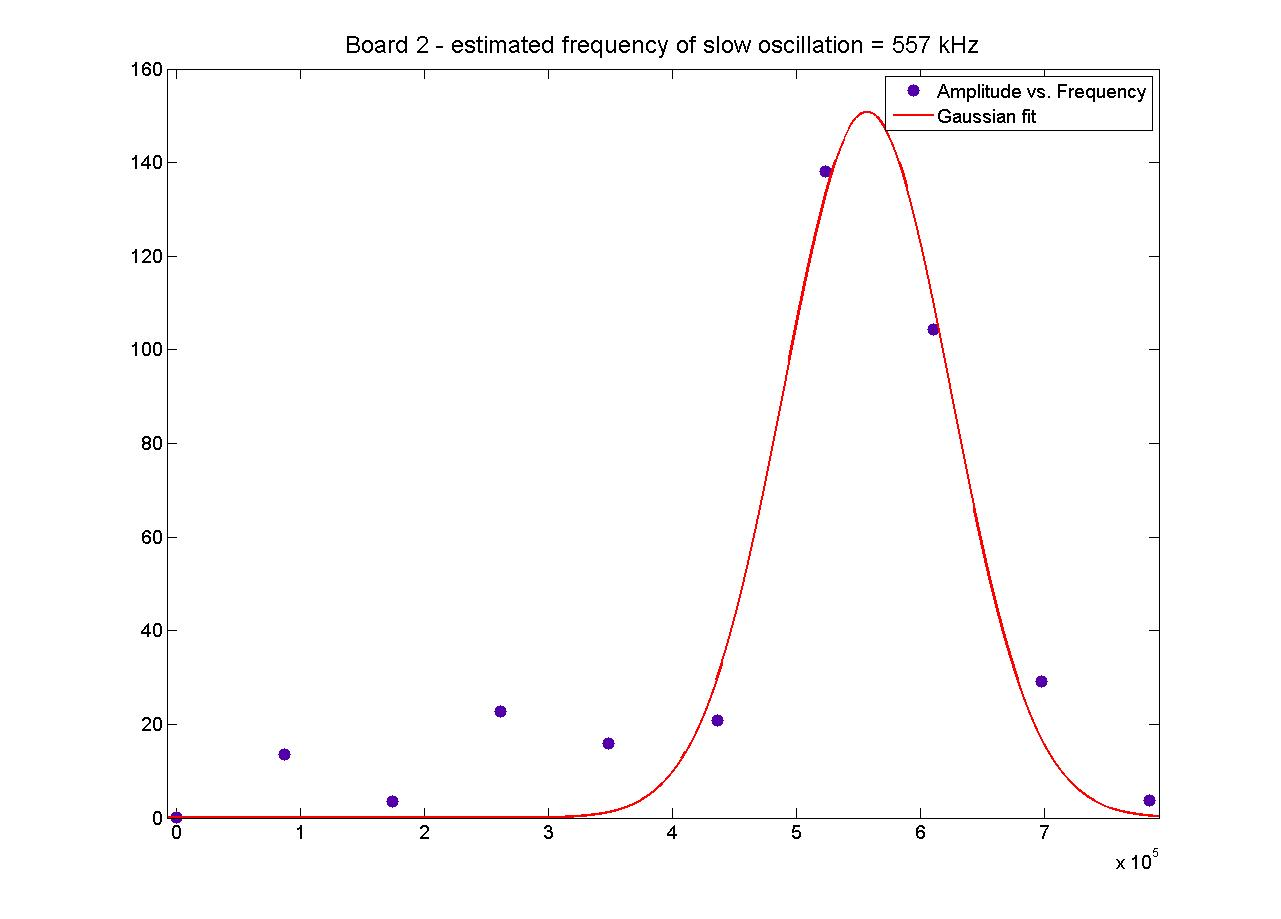 Board 2 - estimated frequency of slow oscillation = 557 kHz
160
Amplitude vs. Frequency
Gaussian fit
140
120
100
80
60
40
20
0
0 1 2 3 4 5 6 7
x 10^5